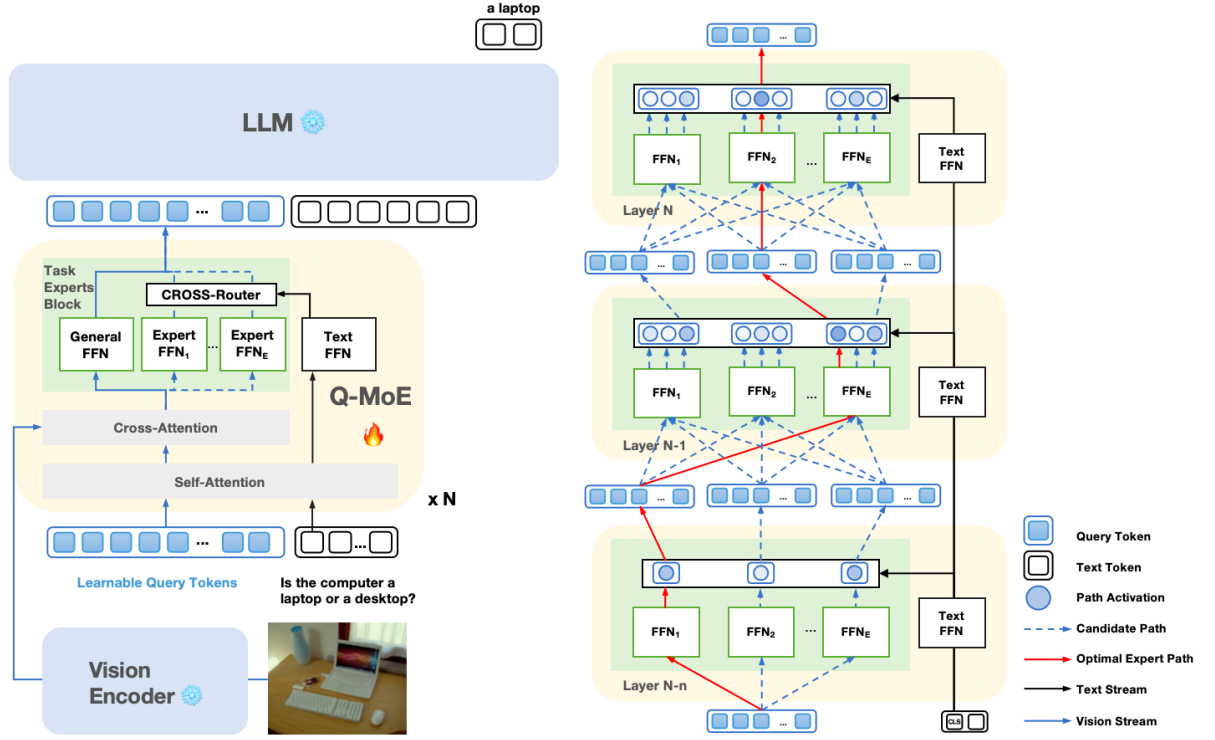 a laptop
LLM
...
Task
Experts
Block
CROSS-Router
General
FFN
Expert
FFN1
...
Expert
FFNE
Text
FFN
Q-MoE
Cross-Attention
Self-Attention
x N
...
...
Learnable Query Tokens
Is the computer a
laptop or a desktop?
Vision
Encoder
...
FFN1
FFN2
...
FFNE
Text
FFN
Layer N
...
...
...
FFN1
FFN2
...
FFNE
Text
FFN
Layer N-1
...
...
...
FFN1
FFN2
...
FFNE
Text
FFN
Layer N-n
...
CLS
Query Token
Text Token
Path Activation
Candidate Path
Optimal Expert Path
Text Stream
Vision Stream